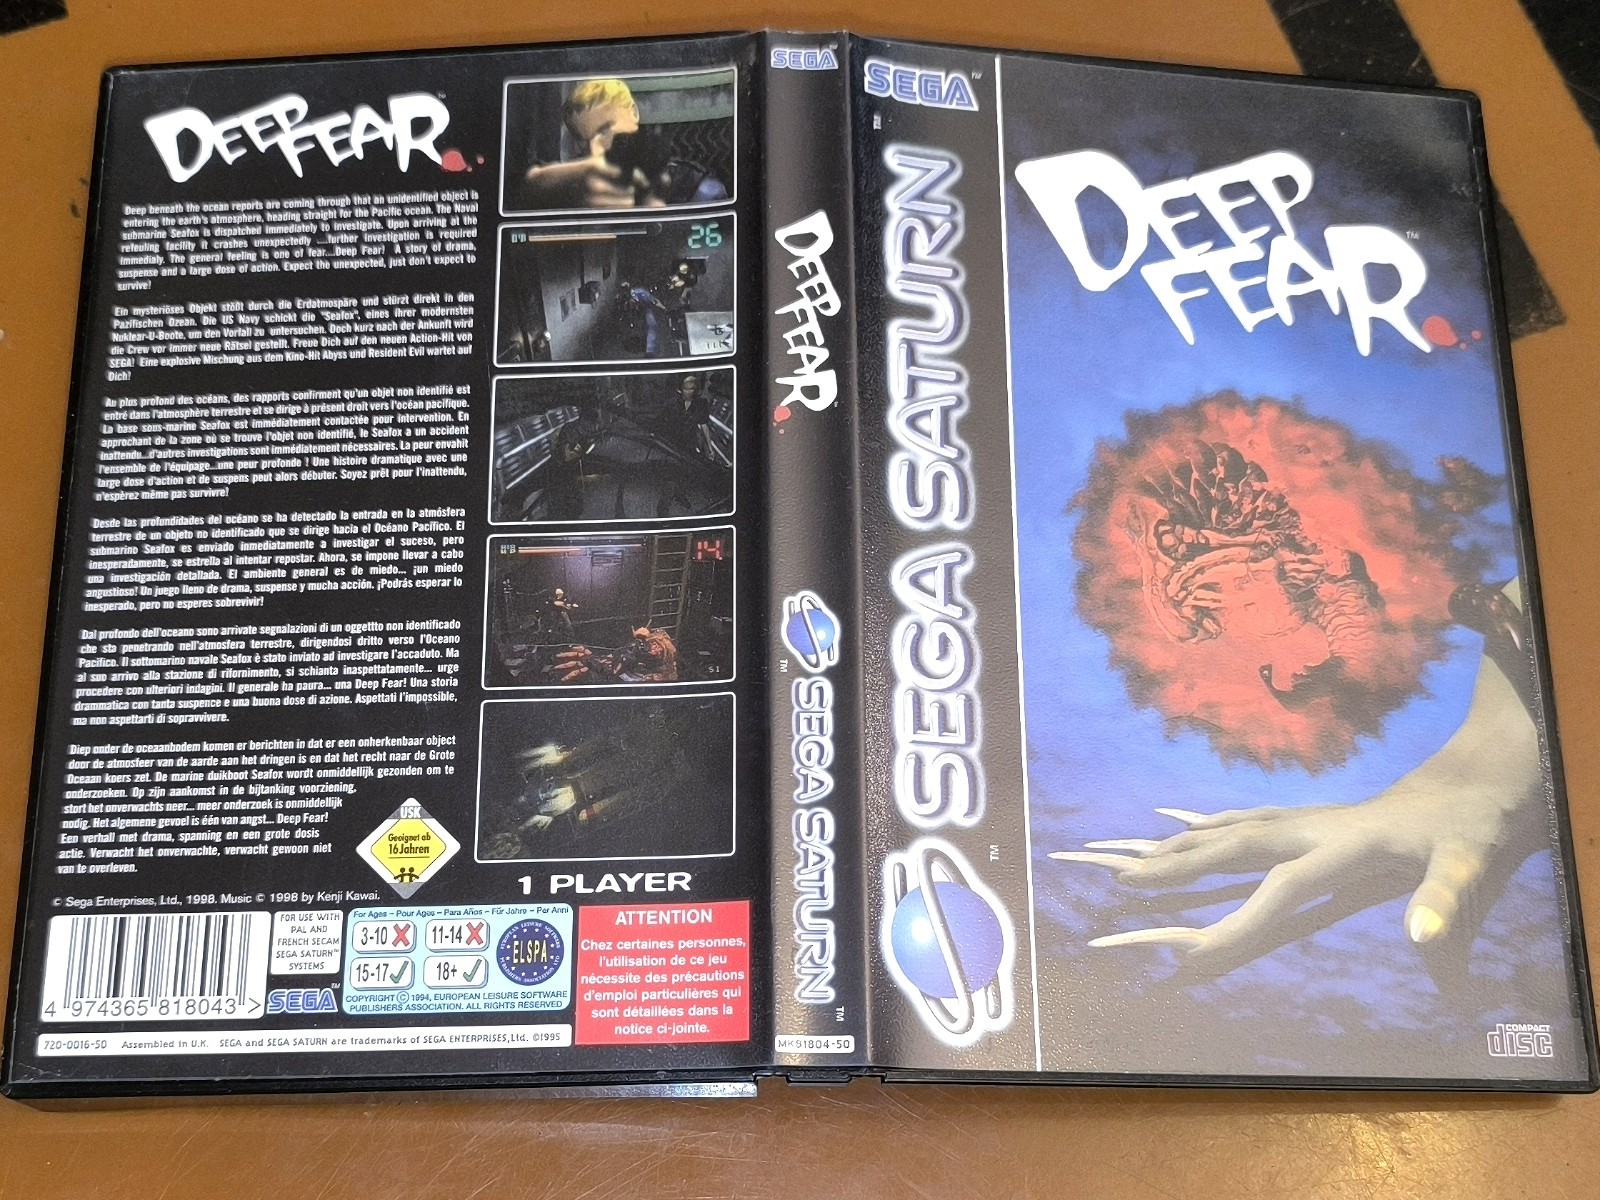 DEEP FEAR
Deep beneath the ocean reports are coming through that an unidentified object is
entering the earth's atmosphere, heading straight for the Pacific ocean. The Naval
submarine Seafox is dispatched immediately to investigate. Upon arriving at the
refeuling facility it crashes unexpectedly ....further investigation is required
immediatly. The general feeling is one of fear....Deep Fear! A story of drama,
suspense and a large dose of action. Expect the unexpected, just don't expect to
survive!
Ein mysteriöses Objekt stößt durch die Erdatmospäre und stürzt direkt in den
Pazifischen Ozean. Die US Navy schickt die "Seafox", eines ihrer modernsten
Nuklear-U-Boote, um den Vorfall zu untersuchen. Doch kurz nach der Ankunft wird
die Crew vor immer neue Rätsel gestellt. Freue Dich auf den neuen Action-Hit von
SEGA! Eine explosive Mischung aus dem Kino-Hit Abyss und Resident Evil wartet auf
Dich!
Au plus profond des océans, des rapports confirment qu'un objet non identifié est
entré dans l'atmosphère terrestre et se dirige à présent droit vers l'océan pacifique.
La base sous-marine Seafox est immédiatement contactée pour intervention. En
approchant de la zone où se trouve l'objet non identifié, le Seafox a un accident
inattendu...d'autres investigations sont immédiatement nécessaires. La peur envahit
l'ensemble de l'équipage...une peur profonde ! Une histoire dramatique avec une
large dose d'action et de suspens peut alors débuter. Soyez prêt pour l'inattendu,
n'espèrez même pas survivre!
Desde las profundidades del océano se ha detectado la entrada en la atmósfera
terrestre de un objeto no identificado que se dirige hacia el Océano Pacífico. El
submarino Seafox es enviado inmediatamente a investigar el suceso, pero
inesperadamente, se estrella al intentar repostar. Ahora, se impone llevar a cabo
una investigación detallada. El ambiente general es de miedo... ¡un miedo
angustioso! Un juego lleno de drama, suspense y mucha acción. ¡Podrás esperar lo
inesperado, pero no esperes sobrevivir!
Dal profondo dell'oceano sono arrivate segnalazioni di un oggettto non identificado
che sta penetrando nell'atmosfera terrestre, dirigendosi dritto verso l'Oceano
Pacifico. Il sottomarino navale Seafox è stato inviato ad investigare l'accaduto. Ma
al suo arrivo alla stazione di rifornimento, si schianta inaspettatamente... urge
procedere con ulteriori indagini. Il generale ha paura... una Deep Fear! Una storia
drammatica con tanta suspence e una buona dose di azione. Aspettati l'impossibile,
ma non aspettarti di sopravvivere.
Diep onder de oceaanbodem komen er berichten in dat er een onherkenbaar object
door de atmosfeer van de aarde aan het dringen is en dat het recht naar de Grote
Oceaan koers zet. De marine duikboot Seafox wordt onmiddellijk gezonden om te
onderzoeken. Op zijn aankomst in de bijtanking voorziening,
stort het onverwachts neer... meer onderzoek is onmiddellijk
nodig. Het algemene gevoel is één van angst... Deep Fear!
Een verhall met drama, spanning en een grote dosis
actie. Verwacht het onverwachte, verwacht gewoon niet
van te overleven.
USK
Geeignet ab
16 Jahren
26
14
51
1 PLAYER
© Sega Enterprises, Ltd., 1998. Music © 1998 by Kenji Kawai.
4 974365 818043 >
FOR USE WITH
PAL AND
FRENCH SECAM
SEGA SATURN™
SYSTEMS
SEGA™
For Ages – Pour Ages – Para Años – Für Jahre – Per Anni
3-10
11-14
15-17
18+
EUROPEAN LEISURE SOFTWARE PUBLISHERS ASSOCIATION LTD
ELSPA
COPYRIGHT © 1994, EUROPEAN LEISURE SOFTWARE
PUBLISHERS ASSOCIATION. ALL RIGHTS RESERVED
ATTENTION
Chez certaines personnes,
l'utilisation de ce jeu
nécessite des précautions
d'emploi particulières qui
sont détaillées dans la
notice ci-jointe.
720-0016-50 Assembled in U.K. SEGA and SEGA SATURN are trademarks of SEGA ENTERPRISES,Ltd. ©1995
SEGA
DEEP FEAR
™ SEGA SATURN™
MK81804-50
SEGA™
SEGA SATURN™
DEEP
FEAR™
COMPACT
disc